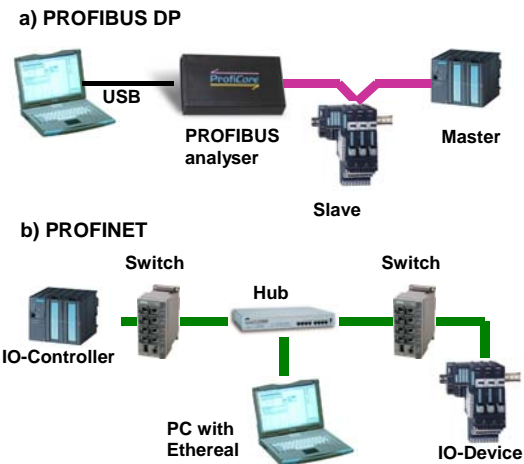 a) PROFIBUS DP
ProfiCore
USB
PROFIBUS
analyser
Master
Slave
b) PROFINET
Switch
Switch
Hub
IO-Controller
PC with
Ethereal
IO-Device